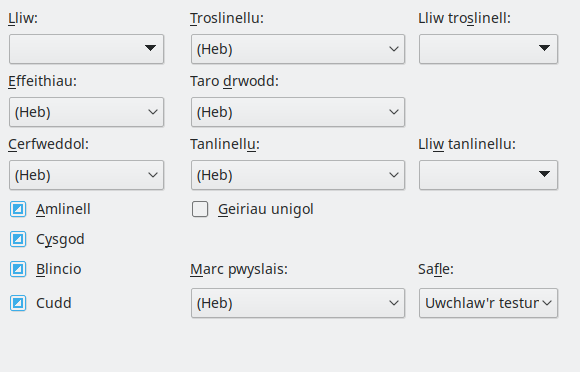 Lliw: Troslinellu: Lliw troslinell:
(Heb)
Effeithiau: Taro drwodd:
(Heb) (Heb)
Cerfweddol: Tanlinellu: Lliw tanlinellu:
(Heb) (Heb)
Amlinell Geiriau unigol
Cysgod
Blincio Marc pwyslais: Safle:
Cudd (Heb) Uwchlaw'r testun